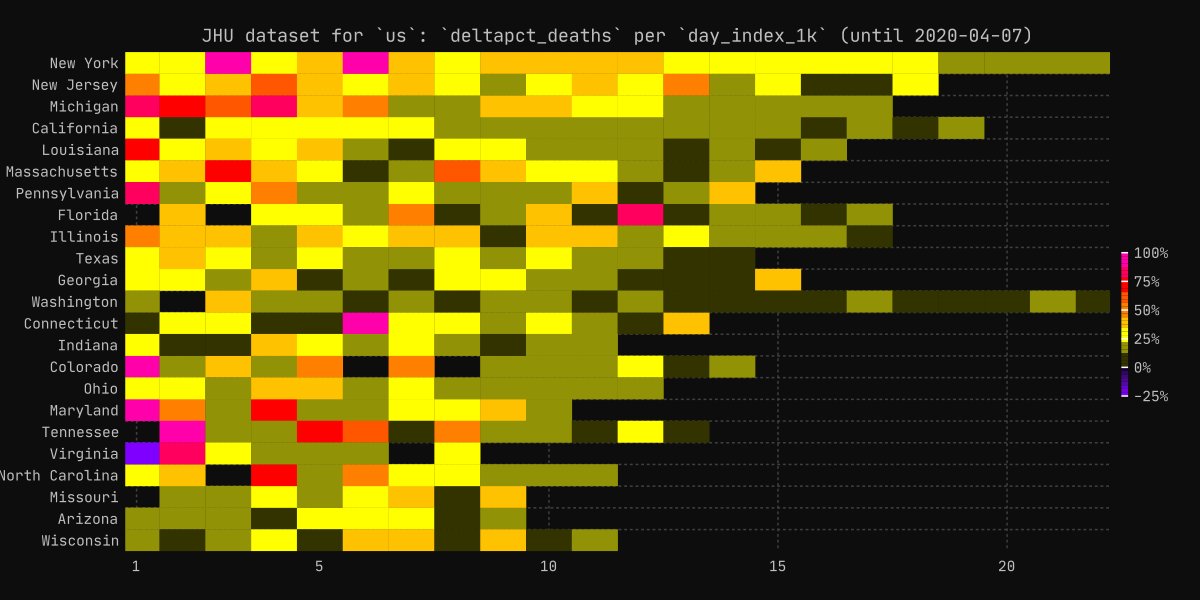 JHU dataset for `us`: `deltapct_deaths` per `day_index_1k` (until 2020-04-07)
New York
New Jersey
Michigan
California
Louisiana
Massachusetts
Pennsylvania
Florida
Illinois
Texas
Georgia
Washington
Connecticut
Indiana
Colorado
Ohio
Maryland
Tennessee
Virginia
North Carolina
Missouri
Arizona
Wisconsin
1 5 10 15 20
100%
75%
50%
25%
0%
-25%